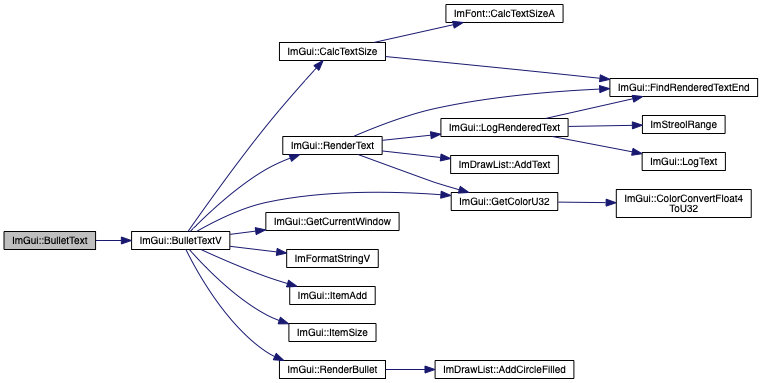 ImFont::CalcTextSizeA
ImGui::CalcTextSize
ImGui::FindRenderedTextEnd
ImGui::LogRenderedText
ImStreolRange
ImGui::RenderText
ImGui::LogText
ImDrawList::AddText
ImGui::GetColorU32
ImGui::ColorConvertFloat4
ToU32
ImGui::GetCurrentWindow
ImGui::BulletText
ImGui::BulletTextV
ImFormatStringV
ImGui::ItemAdd
ImGui::ItemSize
ImGui::RenderBullet
ImDrawList::AddCircleFilled